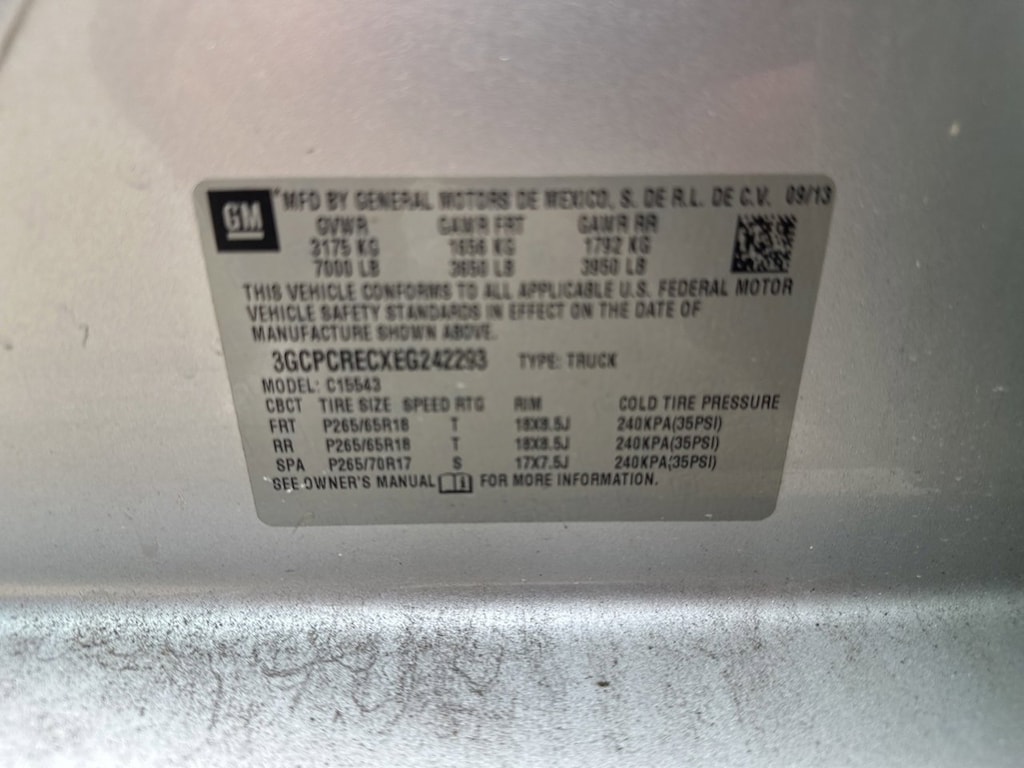 GM
MFD BY GENERAL MOTORS DE MEXICO, S. DE R.L. DE C.V. 09/13
GVWR GAWR FRT GAWR RR
3175 KG 1656 KG 1792 KG
7000 LB 3650 LB 3950 LB
THIS VEHICLE CONFORMS TO ALL APPLICABLE U.S. FEDERAL MOTOR
VEHICLE SAFETY STANDARDS IN EFFECT ON THE DATE OF
MANUFACTURE SHOWN ABOVE.
3GCPCRECXEG242293 TYPE: TRUCK
MODEL: C15543
CBCT TIRE SIZE SPEED RTG RIM COLD TIRE PRESSURE
FRT P265/65R18 T 18X8.5J 240KPA(35PSI)
RR P265/65R18 T 18X8.5J 240KPA(35PSI)
SPA P265/70R17 S 17X7.5J 240KPA(35PSI)
SEE OWNER'S MANUAL FOR MORE INFORMATION.